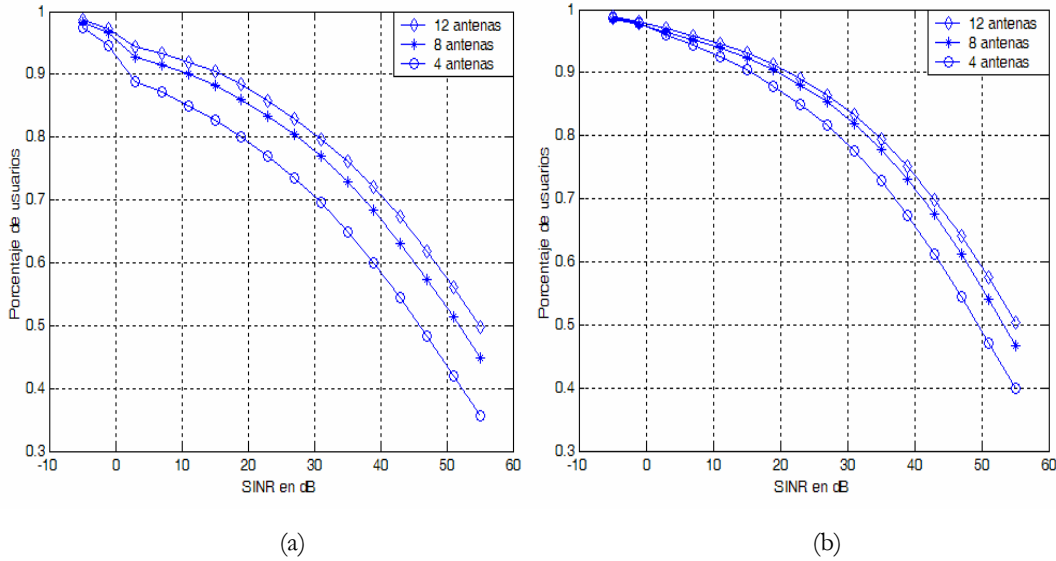 1
0.9
0.8
0.7
0.6
0.5
0.4
0.3
Porcentaje de usuarios
-10
0
10
20
30
40
50
60
SINR en dB
12 antenas
8 antenas
4 antenas
(a)
1
0.9
0.8
0.7
0.6
0.5
0.4
0.3
Porcentaje de usuarios
-10
0
10
20
30
40
50
60
SINR en dB
12 antenas
8 antenas
4 antenas
(b)